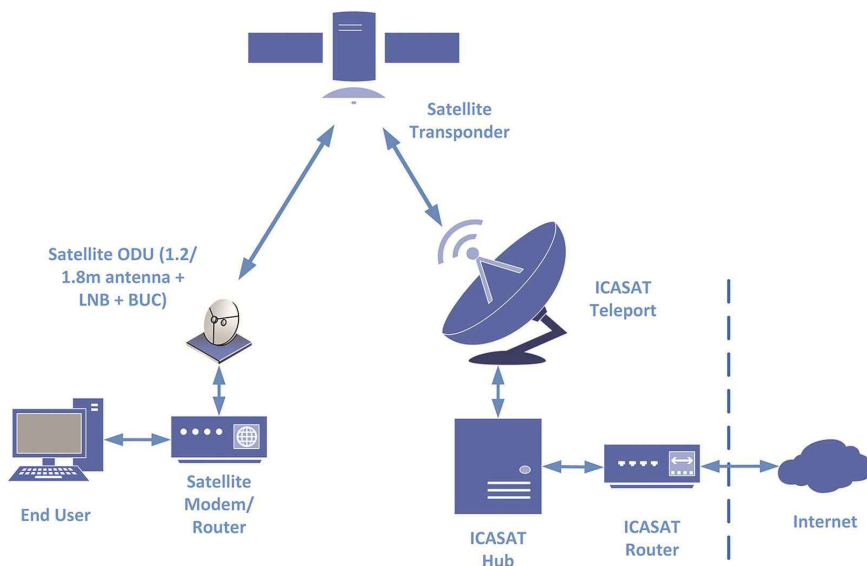 Satellite
Transponder
Satellite ODU (1.2/
1.8m antenna +
LNB + BUC)
ICASAT
Teleport
End User
Satellite
Modem/
Router
ICASAT
Hub
ICASAT
Router
Internet